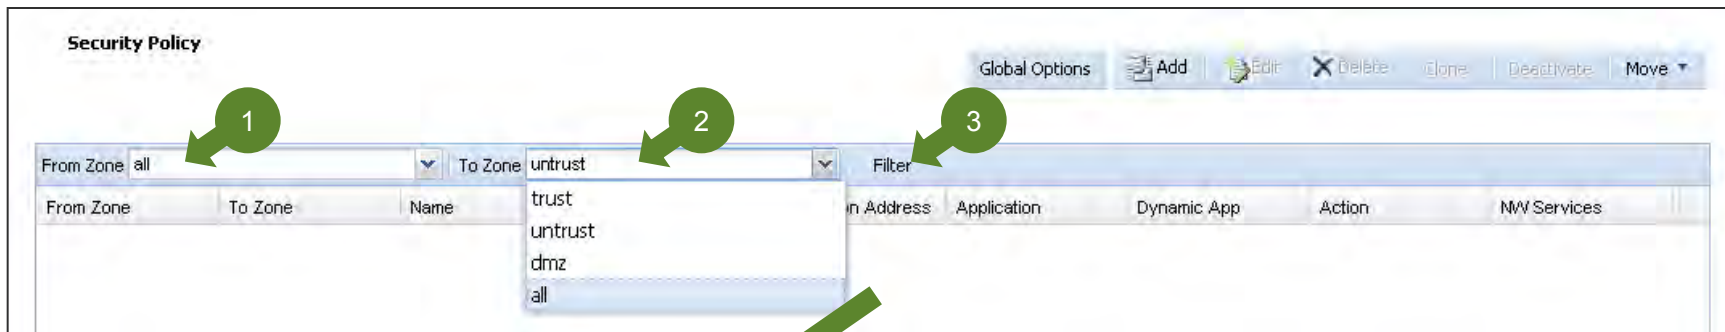 Security Policy
Global Options Add Edit Delete Clone Deactivate Move
1 2 3
From Zone all To Zone untrust Filter
From Zone To Zone Name trust on Address Application Dynamic App Action NW Services
untrust
dmz
all